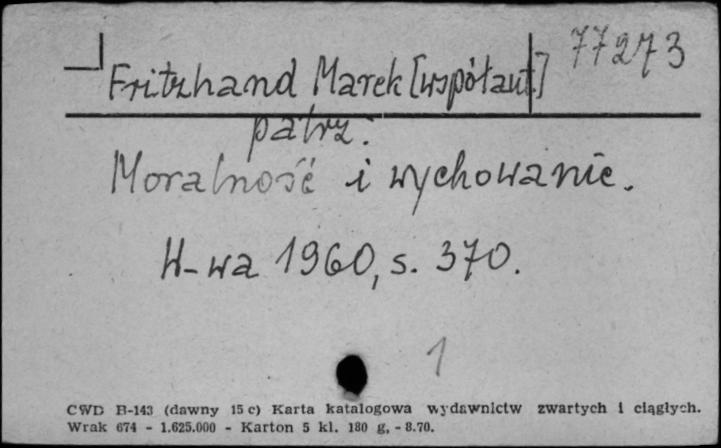 Fritzhand Marek [współaut.] 77273
patrz:
Moralność i wychowanie.
W-wa 1960, s. 370.
1
CWD B-143 (dawny 15 c) Karta katalogowa wydawnictw zwartych i ciągłych.
Wrak 674 - 1.625.000 - Karton 5 kl. 180 g. - 8.70.